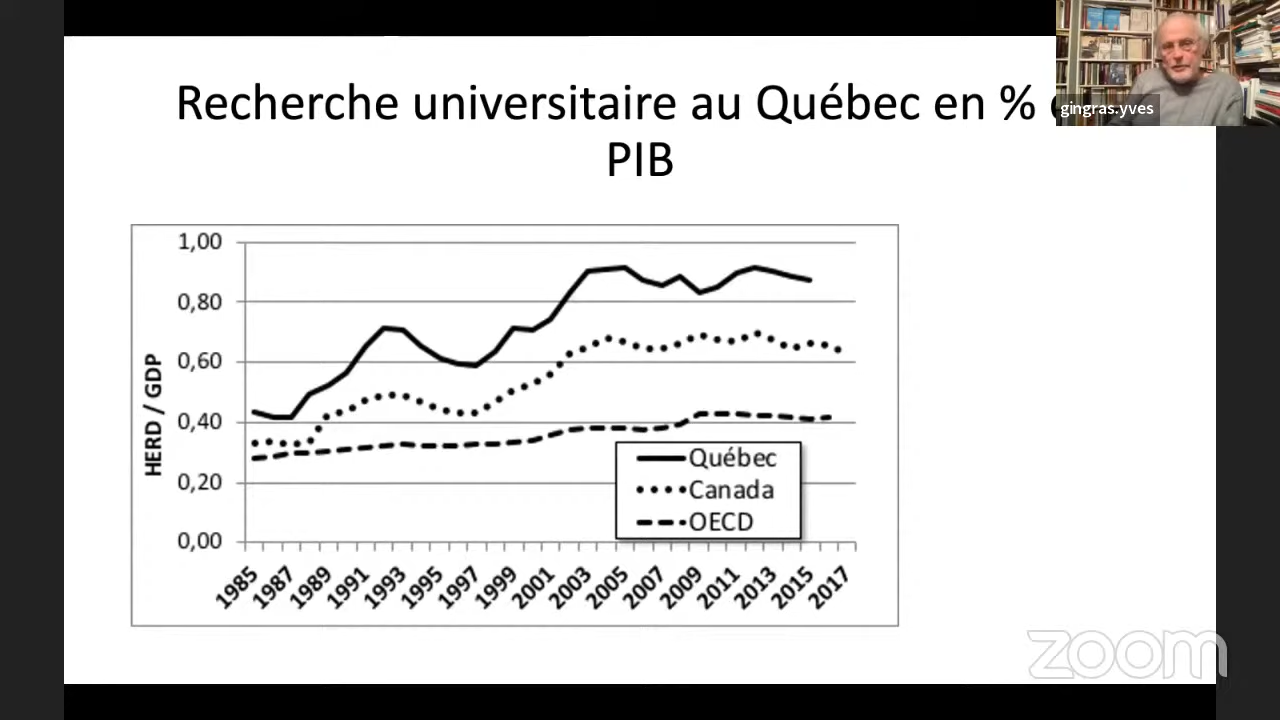 Recherche universitaire au Québec en %
PIB
gingras.yves
1,00
0,80
0,60
0,40
0,20
0,00
HERD / GDP
Québec
Canada
OECD
1985
1987
1989
1991
1993
1995
1997
1999
2001
2003
2005
2007
2009
2011
2013
2015
2017
zoom